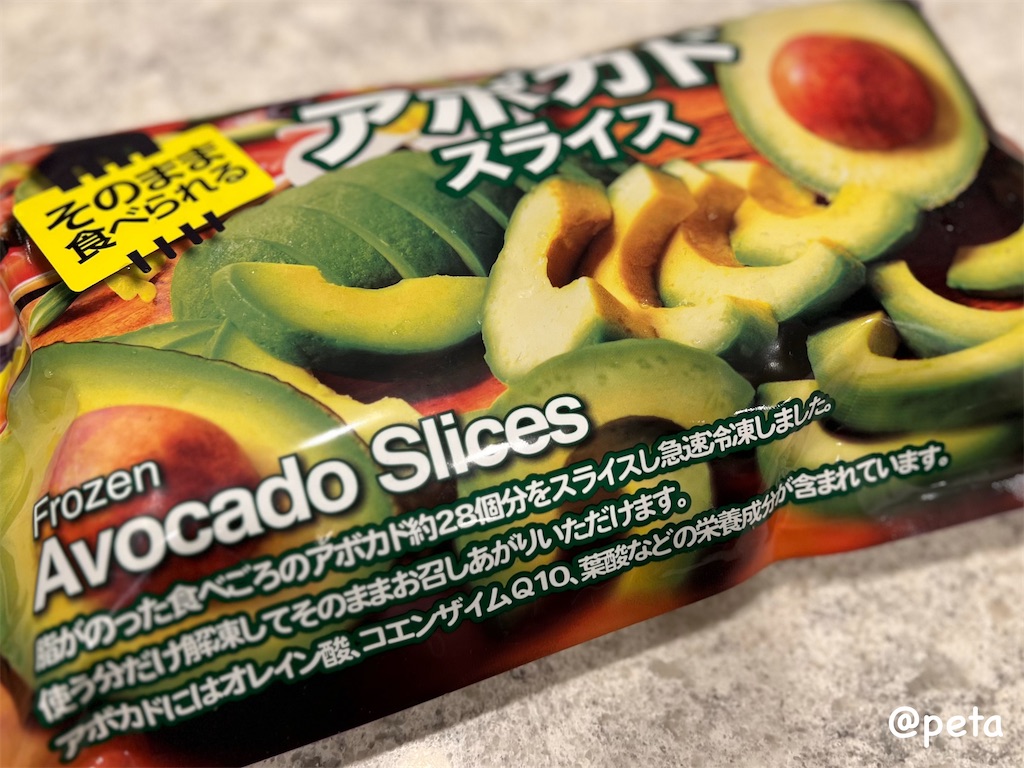 アボカド
スライス
そのまま
食べられる
Frozen
Avocado Slices
脂がのった食べごろのアボカド約28個分をスライスし急速冷凍しました。
使う分だけ解凍してそのままお召しあがりいただけます。
アボカドにはオレイン酸、コエンザイムQ10、葉酸などの栄養成分が含まれています。
@peta